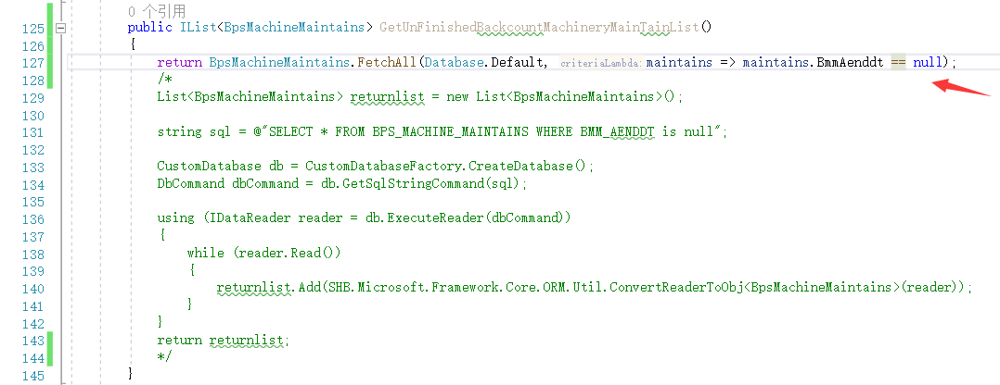 0 个引用
125 public IList<BpsMachineMaintains> GetUnFinishedBackcountMachineryMainTainList()
126 {
127 return BpsMachineMaintains.FetchAll(Database.Default, criteriaLambda: maintains => maintains.BmmAenddt == null);
128 /*
129 List<BpsMachineMaintains> returnlist = new List<BpsMachineMaintains>();
130
131 string sql = @"SELECT * FROM BPS_MACHINE_MAINTAINS WHERE BMM_AENDDT is null";
132
133 CustomDatabase db = CustomDatabaseFactory.CreateDatabase();
134 DbCommand dbCommand = db.GetSqlStringCommand(sql);
135
136 using (IDataReader reader = db.ExecuteReader(dbCommand))
137 {
138 while (reader.Read())
139 {
140 returnlist.Add(SHB.Microsoft.Framework.Core.ORM.Util.ConvertReaderToObj<BpsMachineMaintains>(reader));
141 }
142 }
143 return returnlist;
144 */
145 }